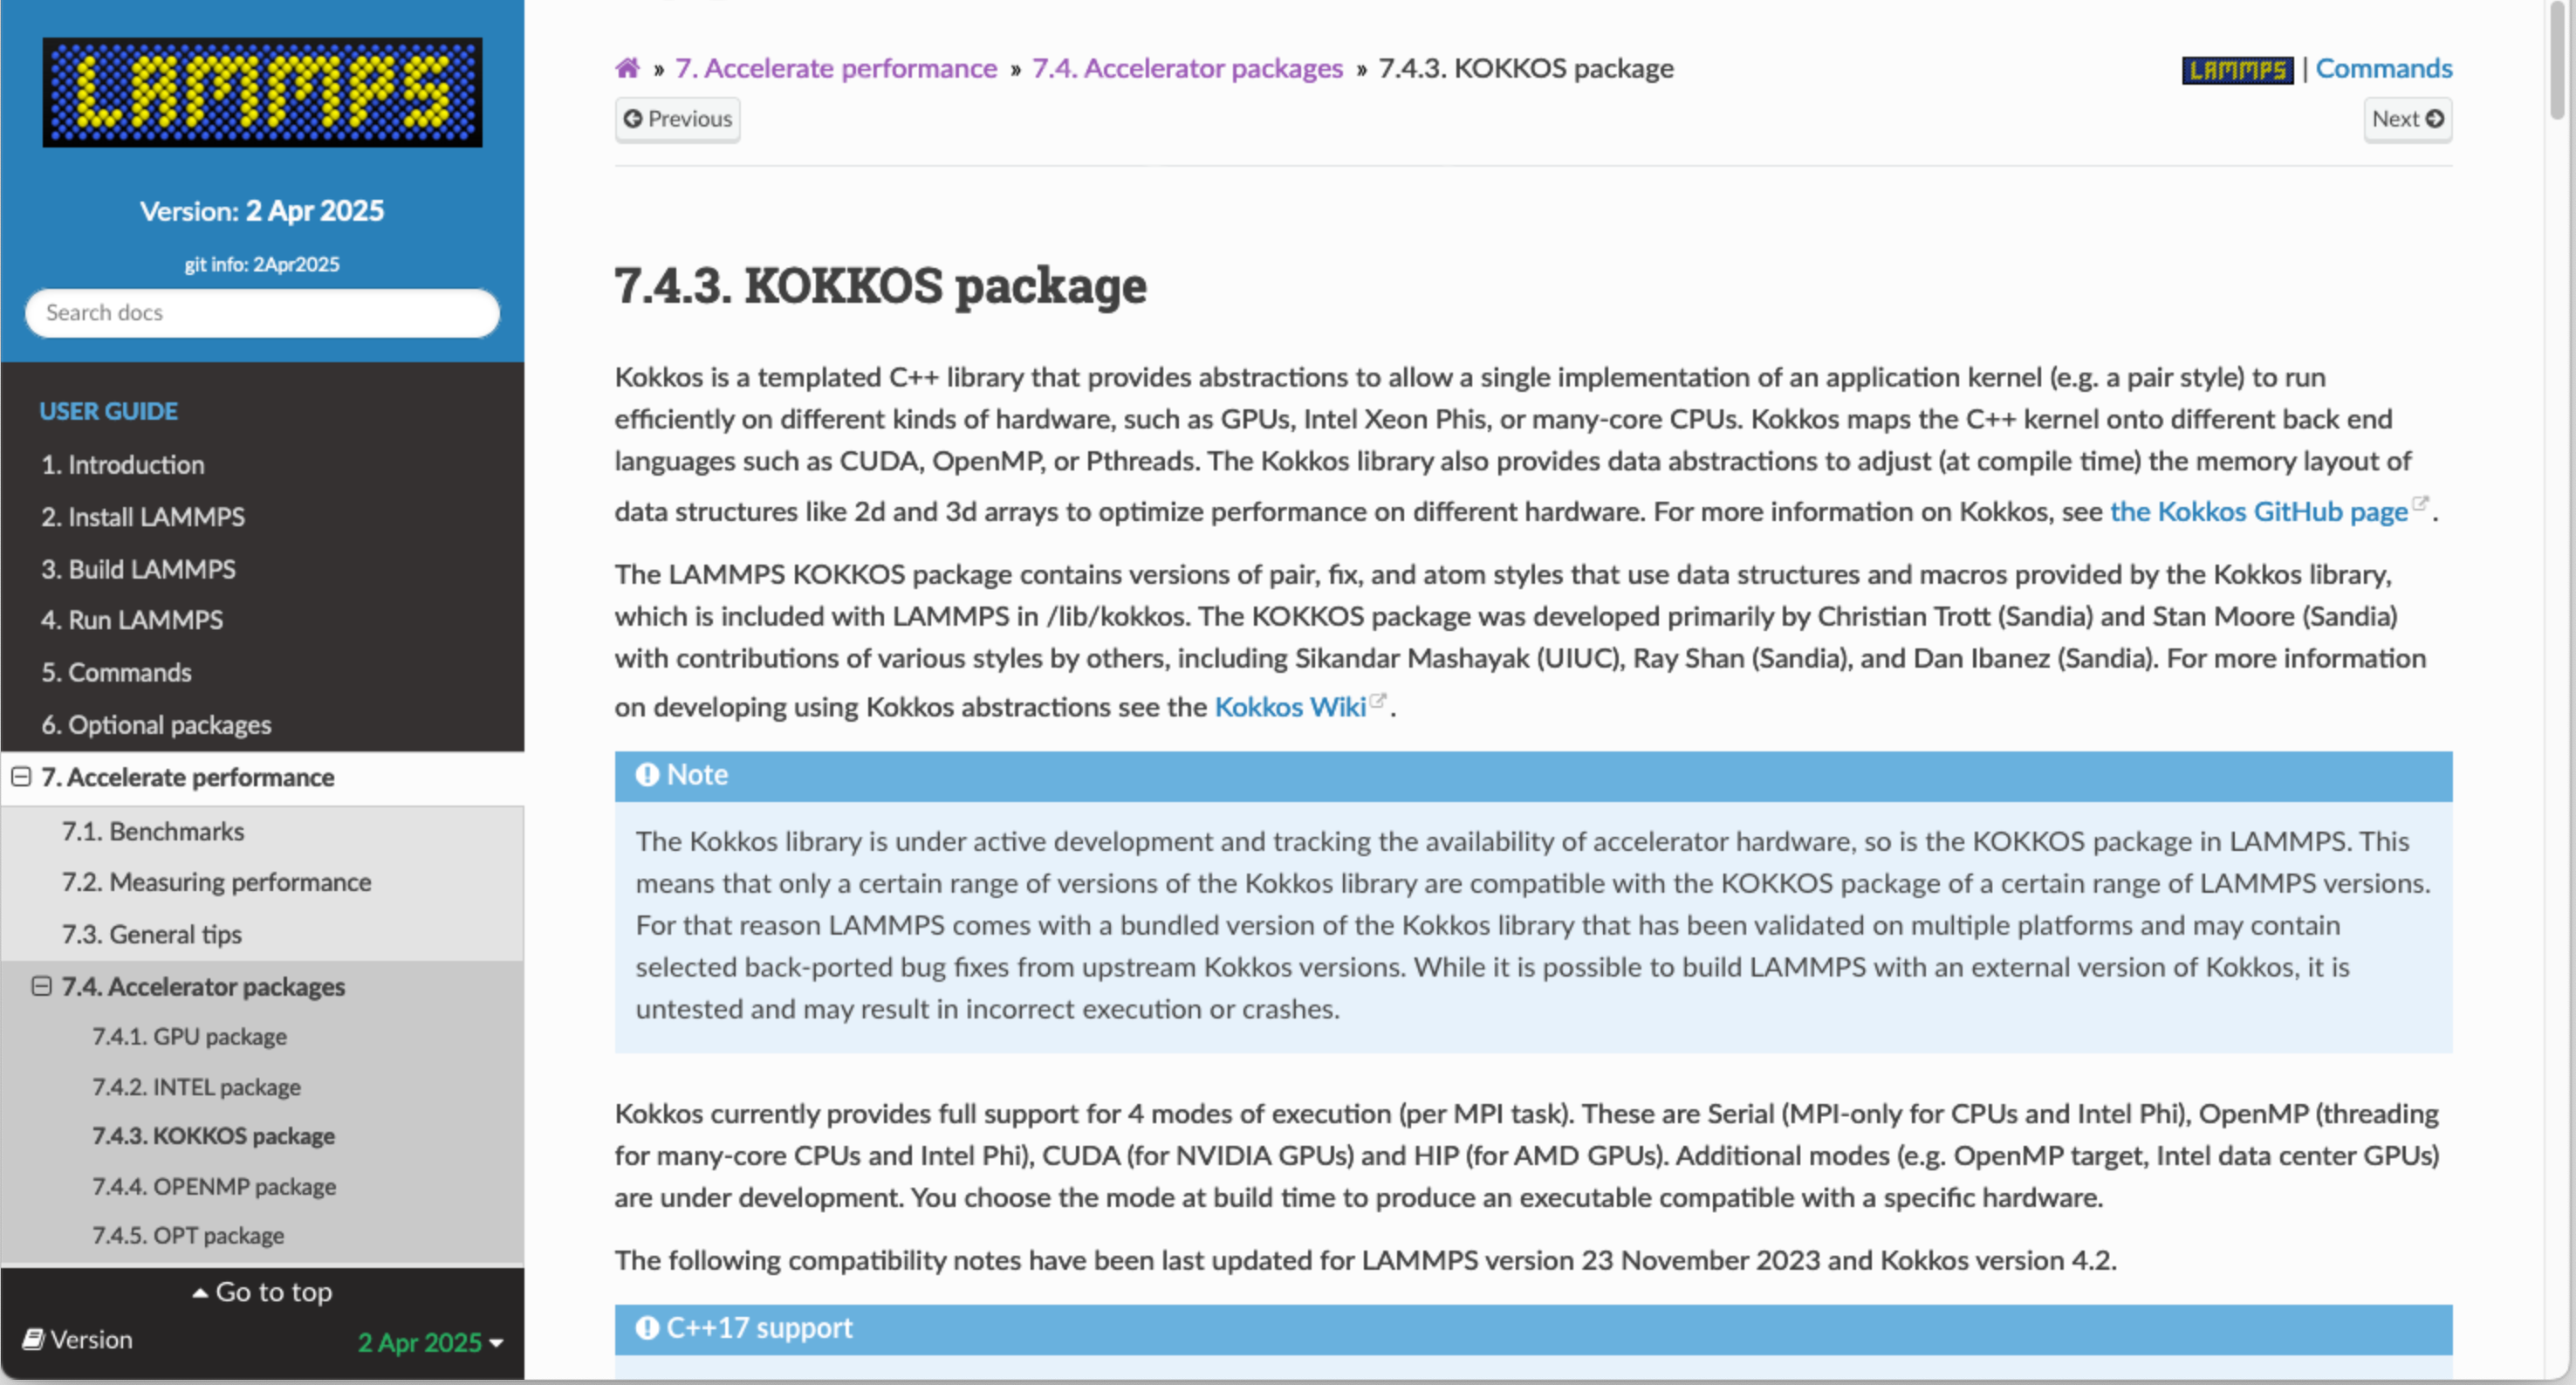 LAMMPS
Version: 2 Apr 2025
git info: 2Apr2025
Search docs
USER GUIDE
1. Introduction
2. Install LAMMPS
3. Build LAMMPS
4. Run LAMMPS
5. Commands
6. Optional packages
7. Accelerate performance
7.1. Benchmarks
7.2. Measuring performance
7.3. General tips
7.4. Accelerator packages
7.4.1. GPU package
7.4.2. INTEL package
7.4.3. KOKKOS package
7.4.4. OPENMP package
7.4.5. OPT package
Go to top
Version 2 Apr 2025
» 7. Accelerate performance » 7.4. Accelerator packages » 7.4.3. KOKKOS package
LAMMPS | Commands
Previous
Next
7.4.3. KOKKOS package
Kokkos is a templated C++ library that provides abstractions to allow a single implementation of an application kernel (e.g. a pair style) to run
efficiently on different kinds of hardware, such as GPUs, Intel Xeon Phis, or many-core CPUs. Kokkos maps the C++ kernel onto different back end
languages such as CUDA, OpenMP, or Pthreads. The Kokkos library also provides data abstractions to adjust (at compile time) the memory layout of
data structures like 2d and 3d arrays to optimize performance on different hardware. For more information on Kokkos, see the Kokkos GitHub page.
The LAMMPS KOKKOS package contains versions of pair, fix, and atom styles that use data structures and macros provided by the Kokkos library,
which is included with LAMMPS in /lib/kokkos. The KOKKOS package was developed primarily by Christian Trott (Sandia) and Stan Moore (Sandia)
with contributions of various styles by others, including Sikandar Mashayak (UIUC), Ray Shan (Sandia), and Dan Ibanez (Sandia). For more information
on developing using Kokkos abstractions see the Kokkos Wiki.
Note
The Kokkos library is under active development and tracking the availability of accelerator hardware, so is the KOKKOS package in LAMMPS. This
means that only a certain range of versions of the Kokkos library are compatible with the KOKKOS package of a certain range of LAMMPS versions.
For that reason LAMMPS comes with a bundled version of the Kokkos library that has been validated on multiple platforms and may contain
selected back-ported bug fixes from upstream Kokkos versions. While it is possible to build LAMMPS with an external version of Kokkos, it is
untested and may result in incorrect execution or crashes.
Kokkos currently provides full support for 4 modes of execution (per MPI task). These are Serial (MPI-only for CPUs and Intel Phi), OpenMP (threading
for many-core CPUs and Intel Phi), CUDA (for NVIDIA GPUs) and HIP (for AMD GPUs). Additional modes (e.g. OpenMP target, Intel data center GPUs)
are under development. You choose the mode at build time to produce an executable compatible with a specific hardware.
The following compatibility notes have been last updated for LAMMPS version 23 November 2023 and Kokkos version 4.2.
C++17 support